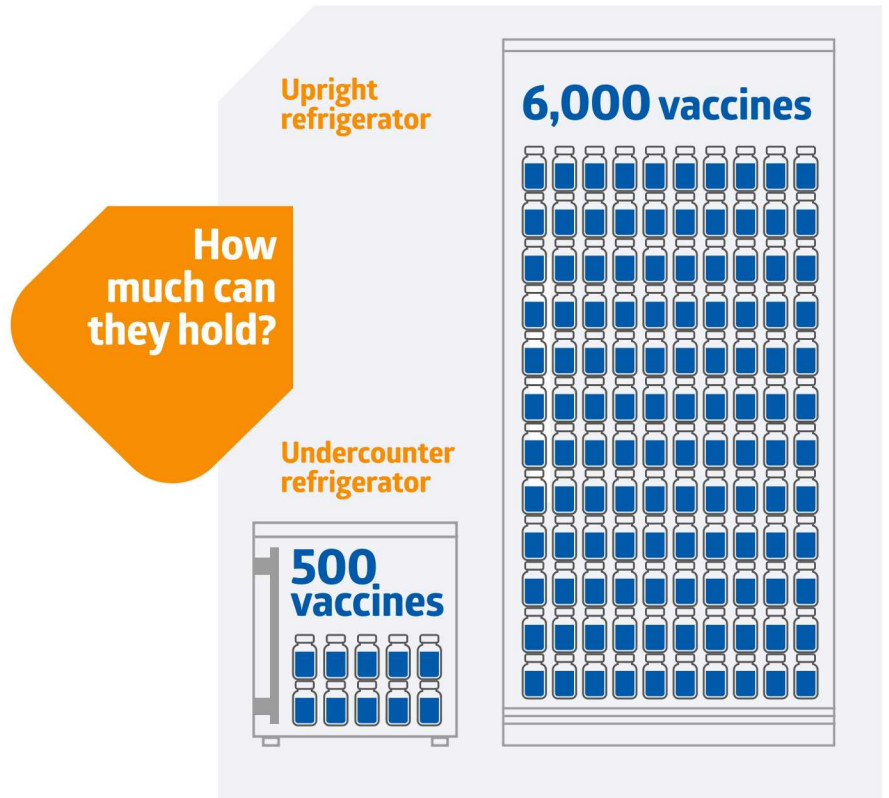 How
much can
they hold?
Upright
refrigerator
6,000 vaccines
Undercounter
refrigerator
500
vaccines